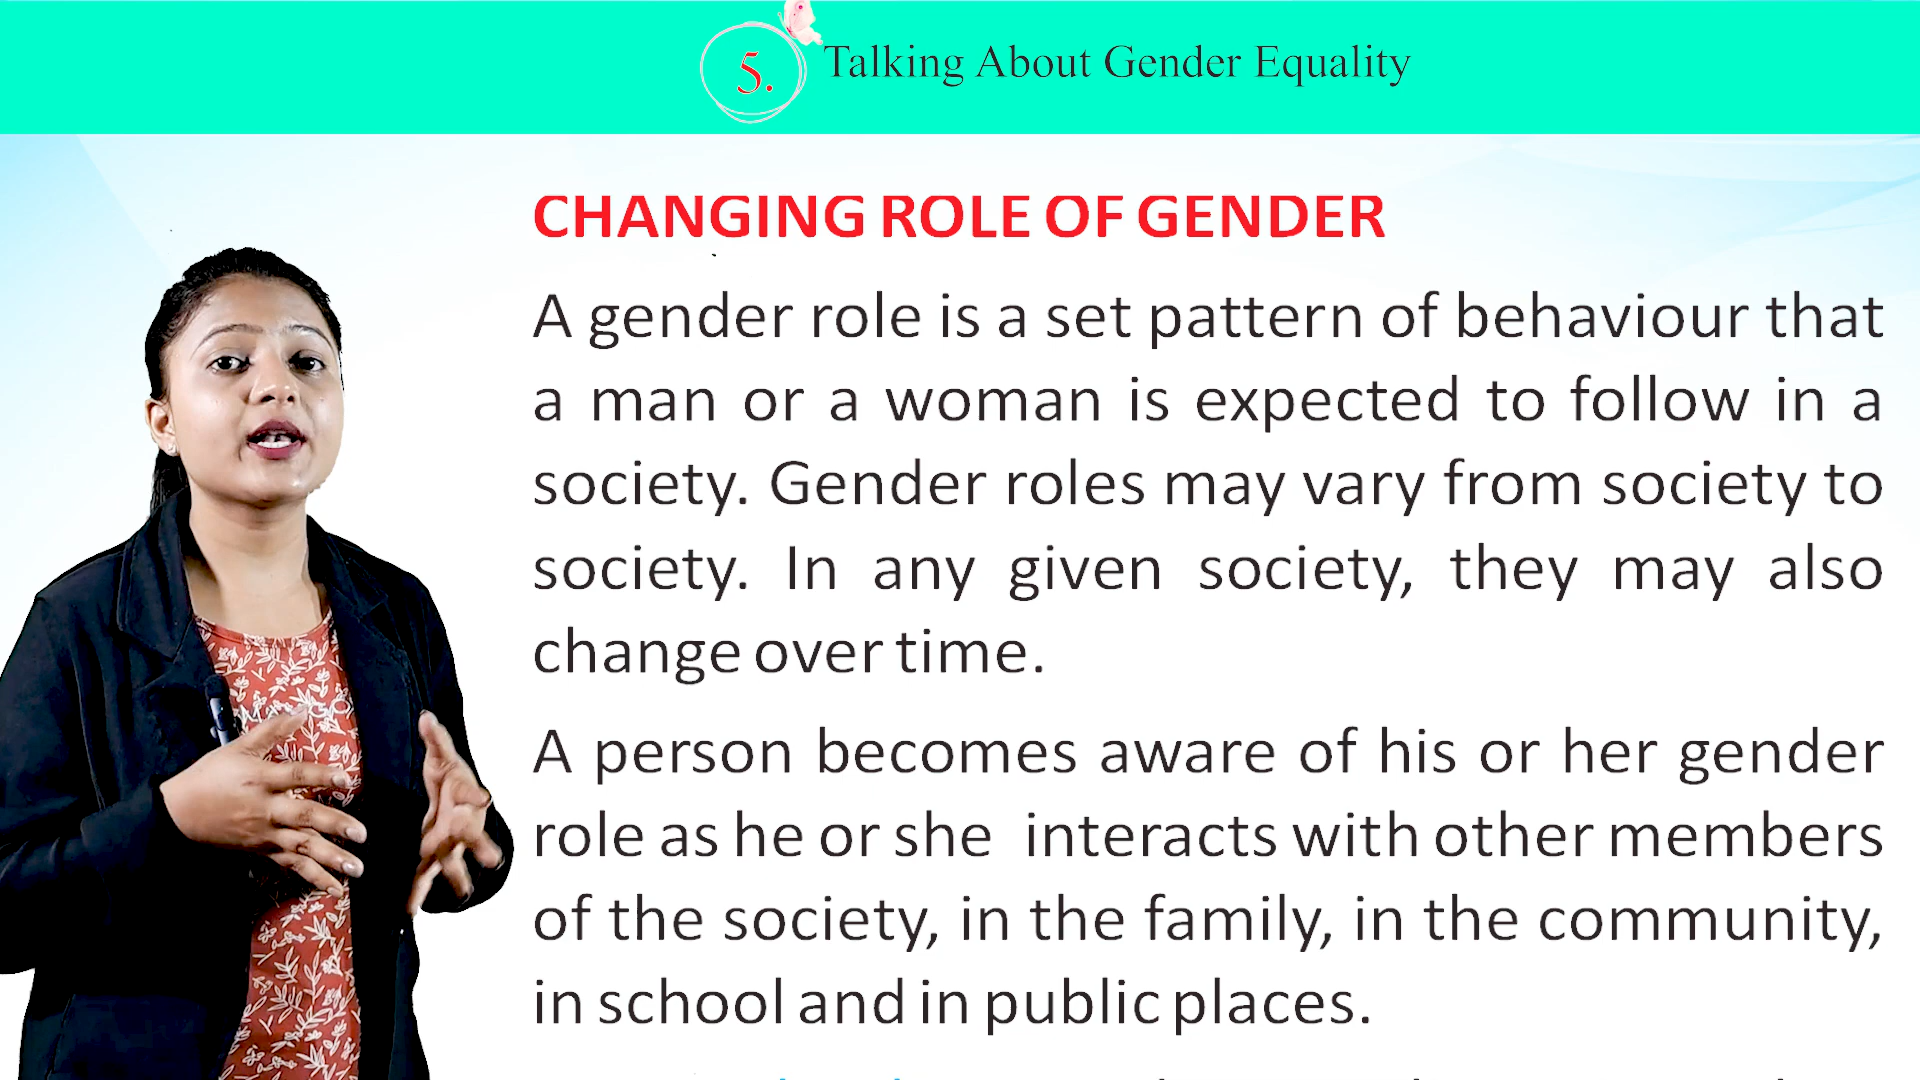 5. Talking About Gender Equality
CHANGING ROLE OF GENDER
A gender role is a set pattern of behaviour that
a man or a woman is expected to follow in a
society. Gender roles may vary from society to
society. In any given society, they may also
change over time.
A person becomes aware of his or her gender
role as he or she interacts with other members
of the society, in the family, in the community,
in school and in public places.